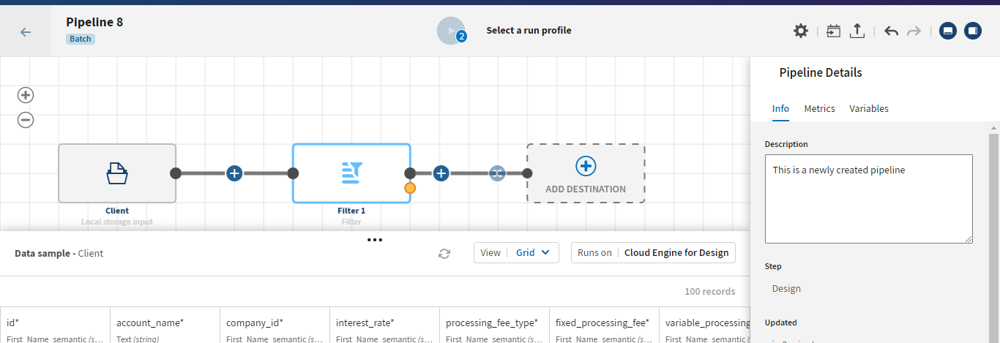 Pipeline 8
Batch
2
Select a run profile
Client
Local storage input
Filter 1
Filter
ADD DESTINATION
Data sample - Client
View Grid
Runs on Cloud Engine for Design
100 records
id* account_name* company_id* interest_rate* processing_fee_type* fixed_processing_fee* variable_processing
First_Name_semantic (s... Text (string) First_Name_semantic (s... First_Name_semantic (s... First_Name_semantic (s... First_Name_semantic (s... First_Name_semantic
Pipeline Details
Info Metrics Variables
Description
This is a newly created pipeline
Step
Design
Updated